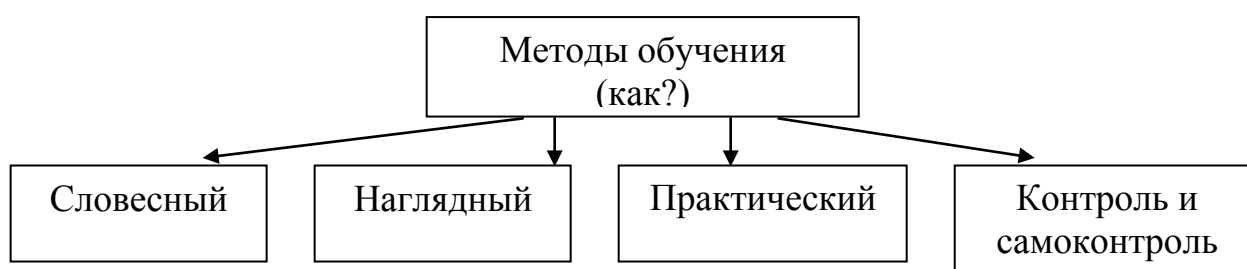 Методы обучения
(как?)
Словесный
Наглядный
Практический
Контроль и
самоконтроль